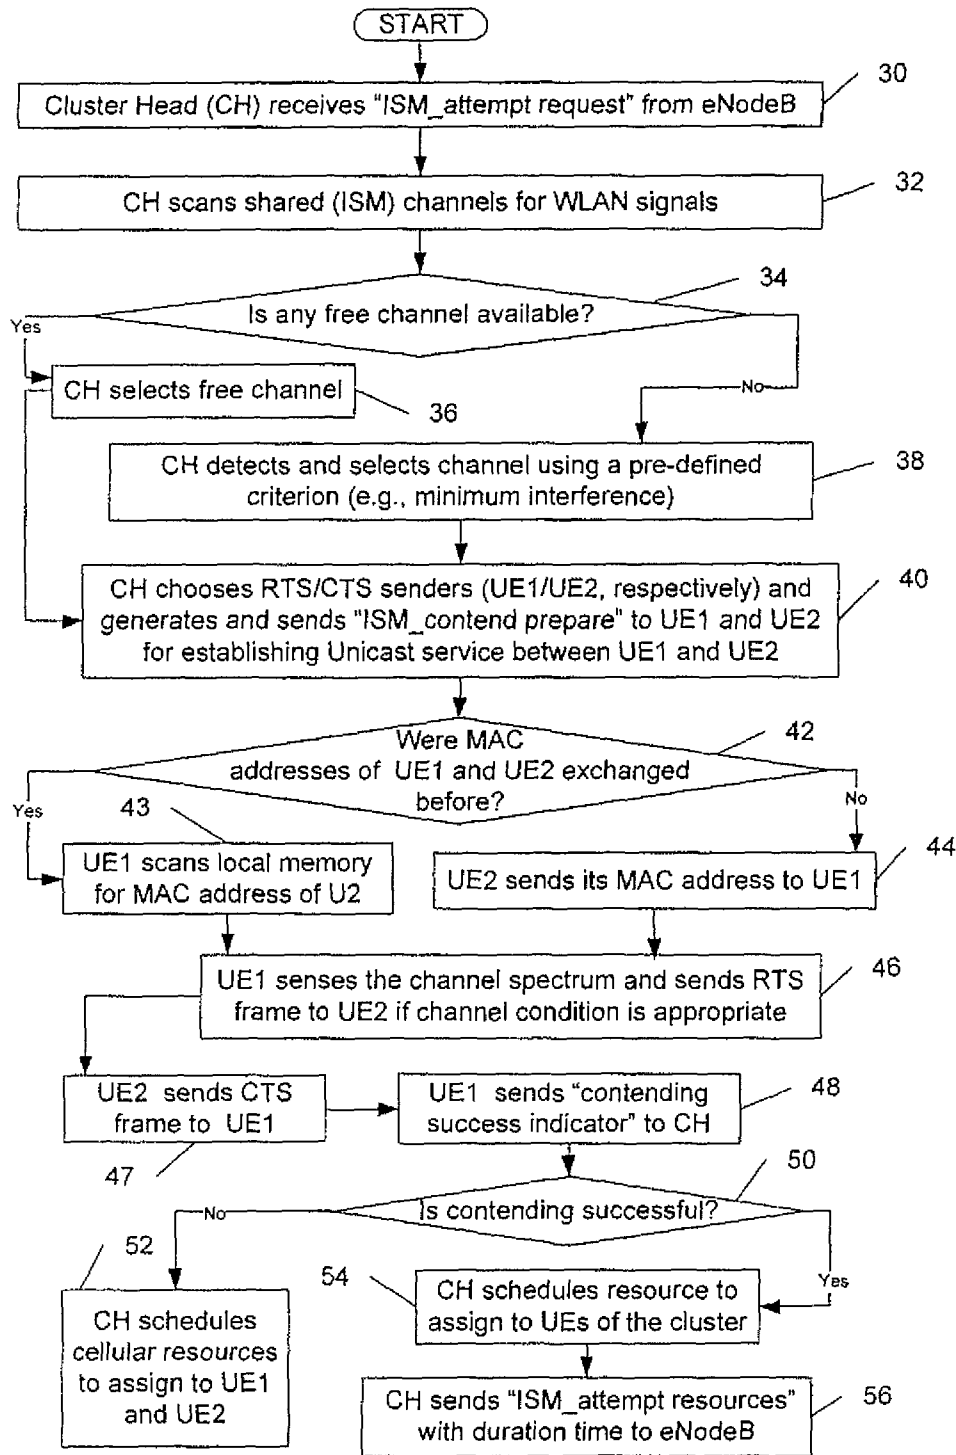 START
30
Cluster Head (CH) receives "ISM_attempt request" from eNodeB
32
CH scans shared (ISM) channels for WLAN signals
34
Is any free channel available?
Yes
CH selects free channel
36
No
38
CH detects and selects channel using a pre-defined
criterion (e.g., minimum interference)
40
CH chooses RTS/CTS senders (UE1/UE2, respectively) and
generates and sends "ISM_contend prepare" to UE1 and UE2
for establishing Unicast service between UE1 and UE2
42
Were MAC
addresses of UE1 and UE2 exchanged
before?
Yes
No
43
UE1 scans local memory
for MAC address of U2
44
UE2 sends its MAC address to UE1
46
UE1 senses the channel spectrum and sends RTS
frame to UE2 if channel condition is appropriate
UE2 sends CTS
frame to UE1
47
UE1 sends "contending
success indicator" to CH
48
50
Is contending successful?
No
Yes
52
CH schedules
cellular resources
to assign to UE1
and UE2
54
CH schedules resource to
assign to UEs of the cluster
CH sends "ISM_attempt resources"
with duration time to eNodeB
56